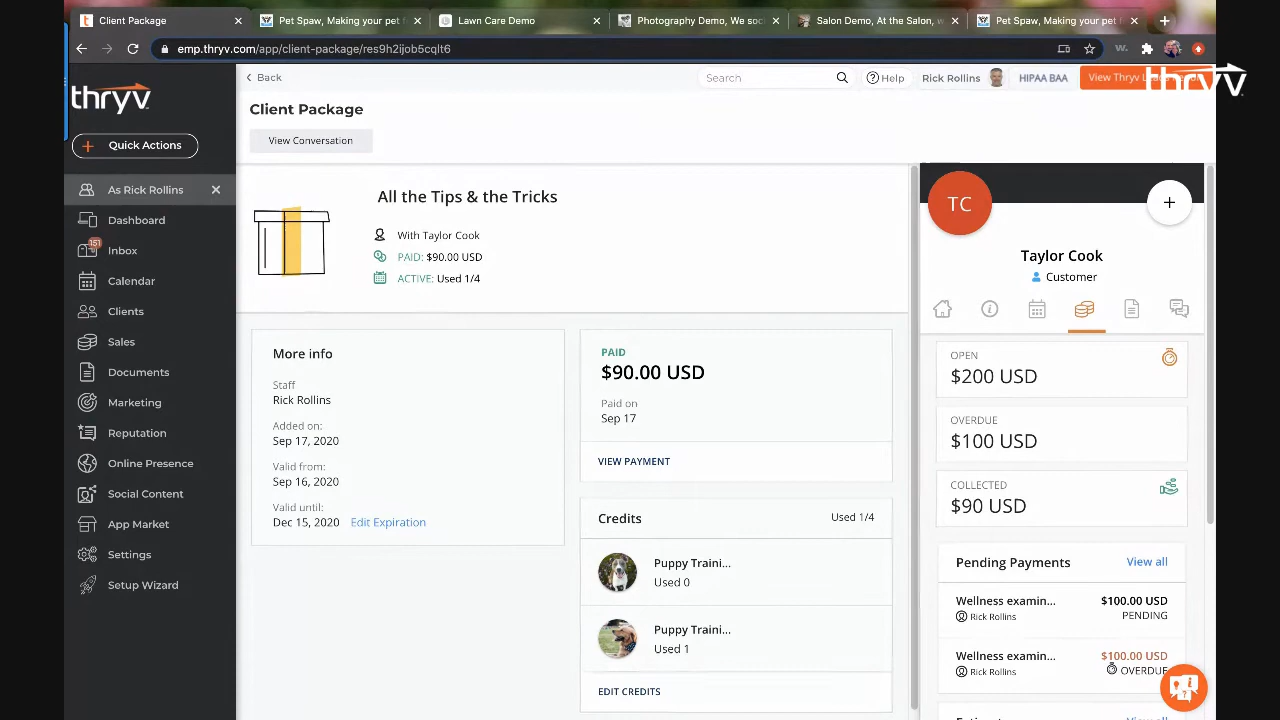 Client Package
Pet Spaw, Making your pet f
Lawn Care Demo
Photography Demo, We soc
Salon Demo, At the Salon, w
Pet Spaw, Making your pet f
emp.thryv.com/app/client-package/res9h2ijob5cqlt6
W.
thryv
Quick Actions
As Rick Rollins
Dashboard
151
Inbox
Calendar
Clients
Sales
Documents
Marketing
Reputation
Online Presence
Social Content
App Market
Settings
Setup Wizard
Back
Search
Help
Rick Rollins
HIPAA BAA
View Thryv
thryv
Client Package
View Conversation
All the Tips & the Tricks
With Taylor Cook
PAID: $90.00 USD
ACTIVE: Used 1/4
More info
Staff
Rick Rollins
Added on:
Sep 17, 2020
Valid from:
Sep 16, 2020
Valid until:
Dec 15, 2020 Edit Expiration
PAID
$90.00 USD
Paid on
Sep 17
VIEW PAYMENT
Credits
Used 1/4
Puppy Traini...
Used 0
Puppy Traini...
Used 1
EDIT CREDITS
TC
Taylor Cook
Customer
OPEN
$200 USD
OVERDUE
$100 USD
COLLECTED
$90 USD
Pending Payments
View all
Wellness examin... $100.00 USD
Rick Rollins PENDING
Wellness examin... $100.00 USD
Rick Rollins OVERDUE